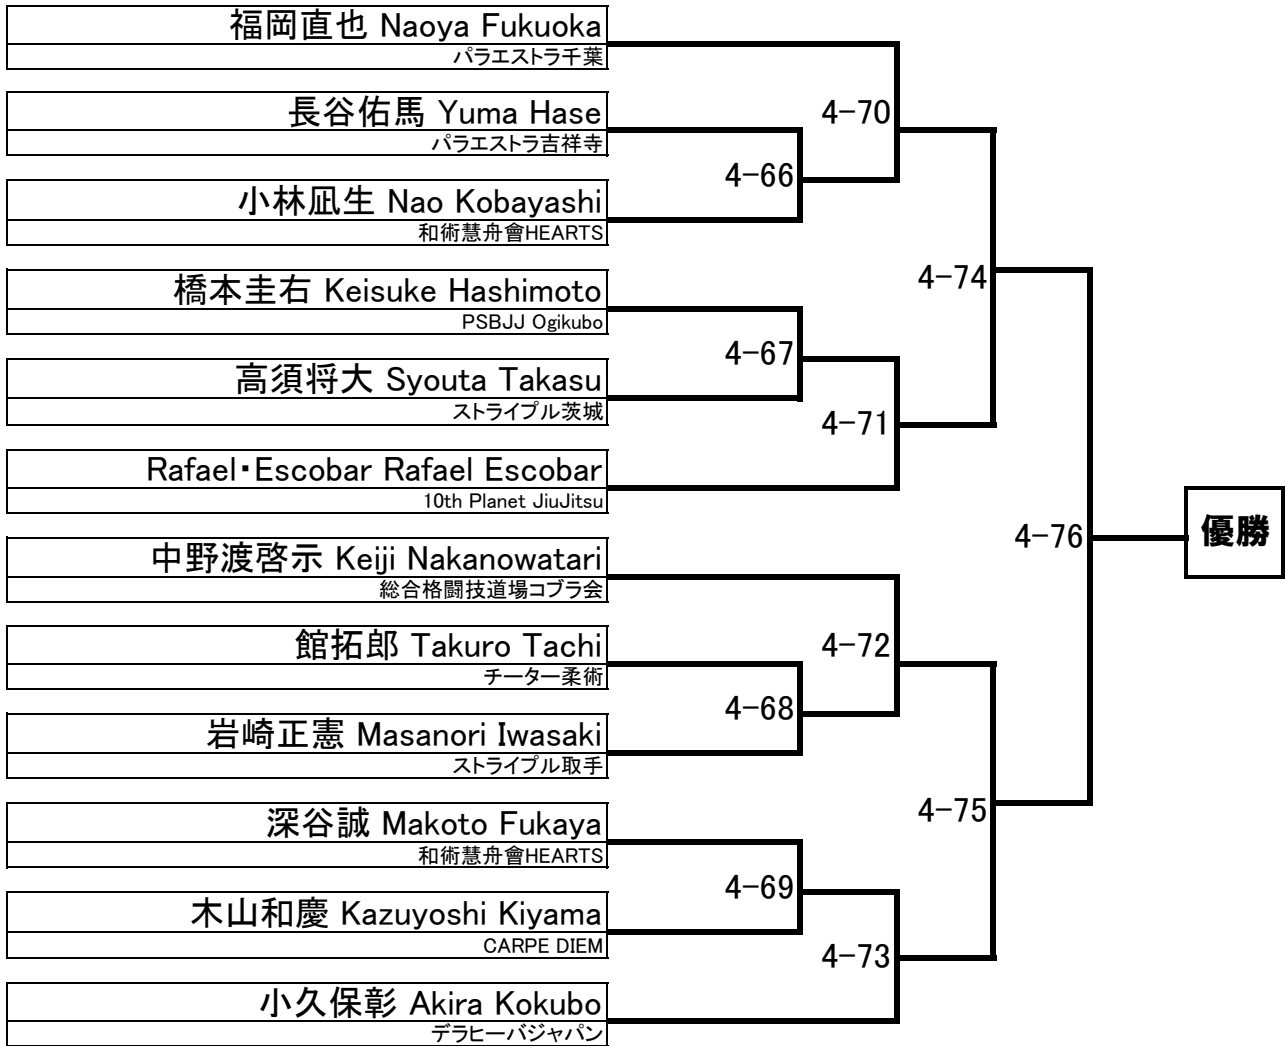 福岡直也 Naoya Fukuoka
パラエストラ千葉
長谷佑馬 Yuma Hase
パラエストラ吉祥寺
小林凪生 Nao Kobayashi
和術慧舟會HEARTS
橋本圭右 Keisuke Hashimoto
PSBJJ Ogikubo
高須将大 Syouta Takasu
ストライプル茨城
Rafael・Escobar Rafael Escobar
10th Planet JiuJitsu
中野渡啓示 Keiji Nakanowatari
総合格闘技道場コブラ会
館拓郎 Takuro Tachi
チーター柔術
岩崎正憲 Masanori Iwasaki
ストライプル取手
深谷誠 Makoto Fukaya
和術慧舟會HEARTS
木山和慶 Kazuyoshi Kiyama
CARPE DIEM
小久保彰 Akira Kokubo
デラヒーバジャパン
4-66
4-67
4-68
4-69
4-70
4-71
4-72
4-73
4-74
4-75
4-76
優勝